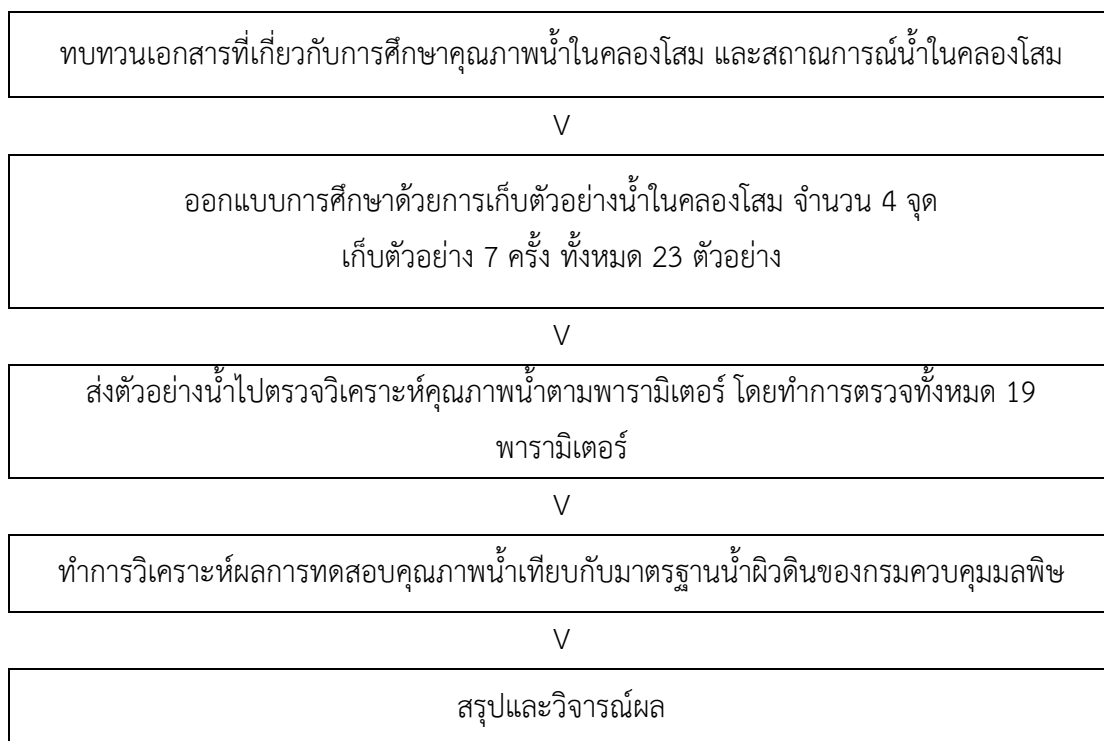 ทบทวนเอกสารที่เกี่ยวกับการศึกษาคุณภาพน้ำในคลองโสม และสถาณการณ์น้ำในคลองโสม
V
ออกแบบการศึกษาด้วยการเก็บตัวอย่างน้ำในคลองโสม จำนวน 4 จุด
เก็บตัวอย่าง 7 ครั้ง ทั้งหมด 23 ตัวอย่าง
V
ส่งตัวอย่างน้ำไปตรวจวิเคราะห์คุณภาพน้ำตามพารามิเตอร์ โดยทำการตรวจทั้งหมด 19
พารามิเตอร์
V
ทำการวิเคราะห์ผลการทดสอบคุณภาพน้ำเทียบกับมาตรฐานน้ำผิวดินของกรมควบคุมมลพิษ
V
สรุปและวิจารณ์ผล